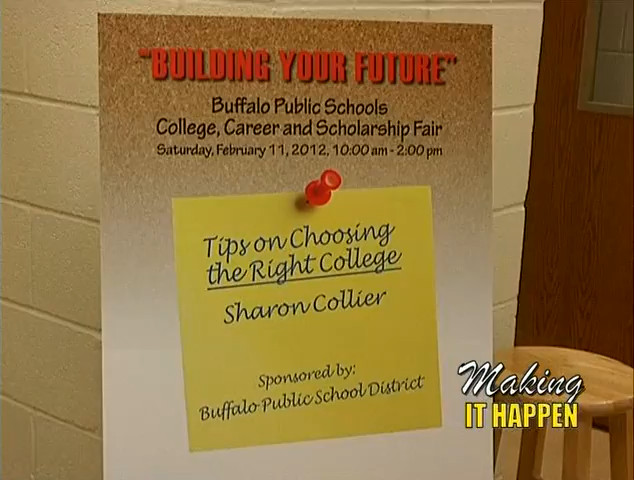 "BUILDING YOUR FUTURE"
Buffalo Public Schools
College, Career and Scholarship Fair
Saturday, February 11, 2012, 10:00 am - 2:00 pm
Tips on Choosing
the Right College
Sharon Collier
Sponsored by:
Buffalo Public School District
Making
IT HAPPEN